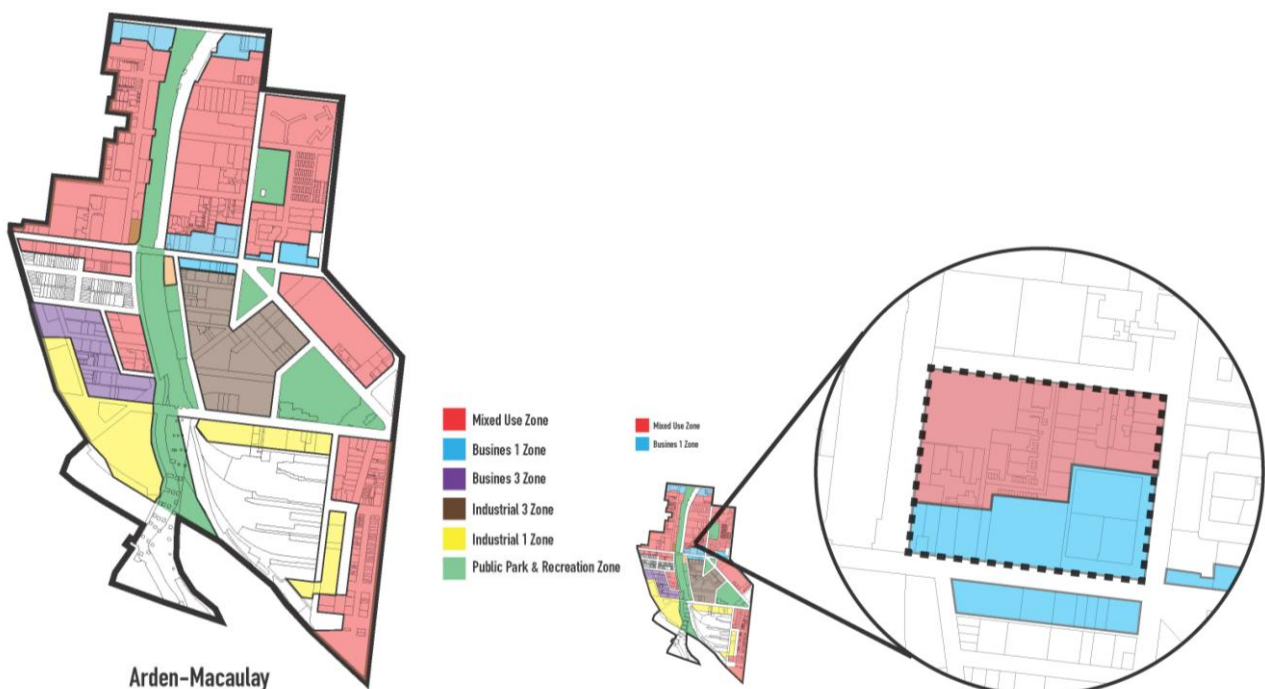 Mixed Use Zone
Busines 1 Zone
Busines 3 Zone
Industrial 3 Zone
Industrial 1 Zone
Public Park & Recreation Zone
Mixed Use Zone
Busines 1 Zone
Arden-Macaulay